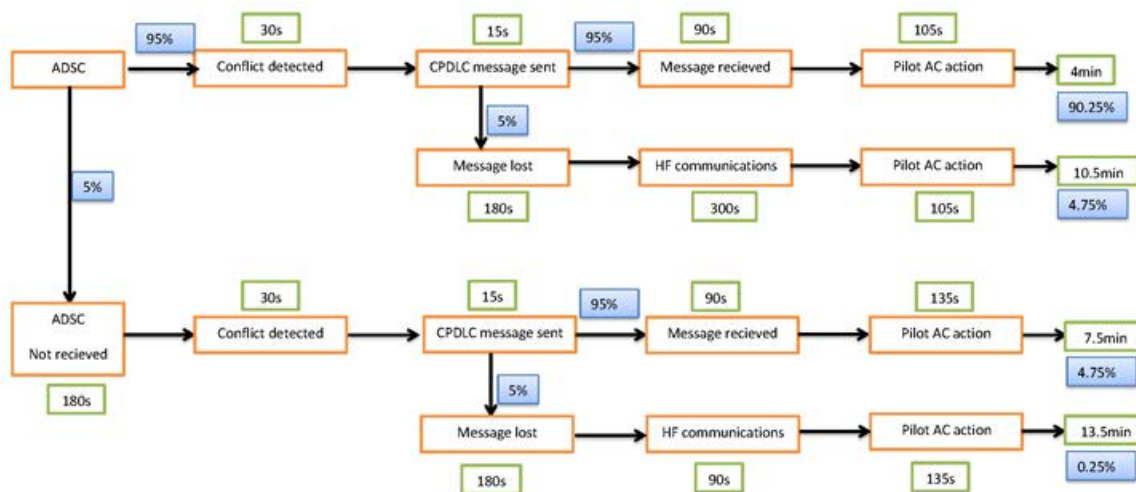 95%
30s
15s
95%
90s
105s
ADSC
Conflict detected
CPDLC message sent
Message recieved
Pilot AC action
4min
90.25%
5%
Message lost
HF communications
Pilot AC action
10.5min
5%
180s
300s
105s
4.75%
30s
15s
95%
90s
135s
ADSC
Not recieved
Conflict detected
CPDLC message sent
Message recieved
Pilot AC action
7.5min
180s
5%
4.75%
Message lost
HF communications
Pilot AC action
13.5min
180s
90s
135s
0.25%